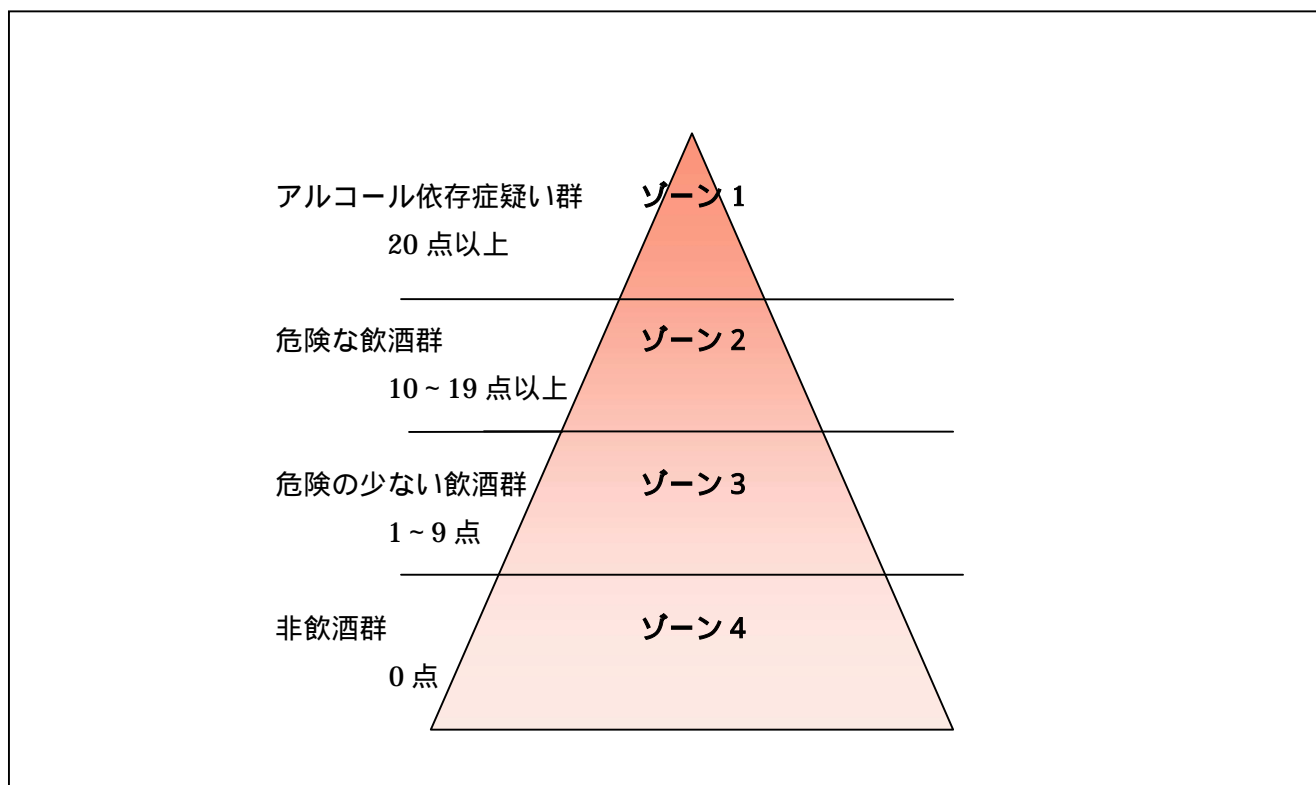 アルコール依存症疑い群 ゾーン 1
20 点以上
危険な飲酒群 ゾーン 2
10 ~ 19 点以上
危険の少ない飲酒群 ゾーン 3
1 ~ 9 点
非飲酒群 ゾーン 4
0 点